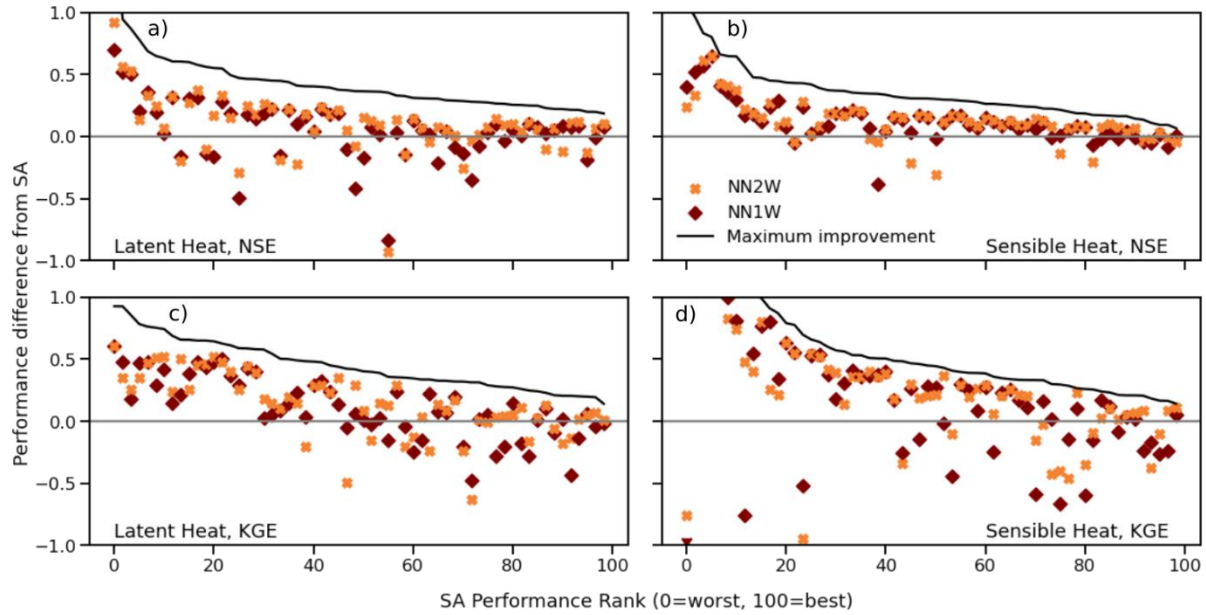 Performance difference from SA
1.0
0.5
0.0
−0.5
−1.0
a)
Latent Heat, NSE
b)
NN2W
NN1W
Maximum improvement
Sensible Heat, NSE
1.0
0.5
0.0
−0.5
−1.0
c)
Latent Heat, KGE
d)
Sensible Heat, KGE
0 20 40 60 80 100
0 20 40 60 80 100
SA Performance Rank (0=worst, 100=best)